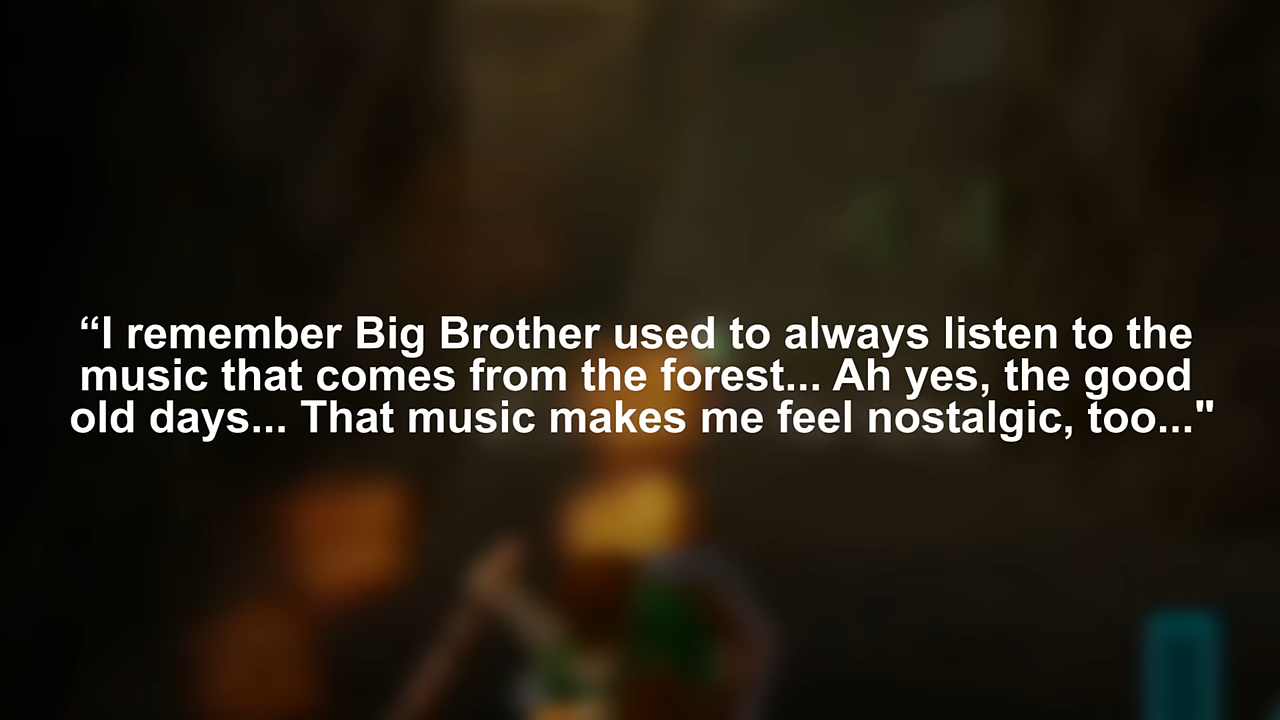 “I remember Big Brother used to always listen to the
music that comes from the forest... Ah yes, the good
old days... That music makes me feel nostalgic, too..."